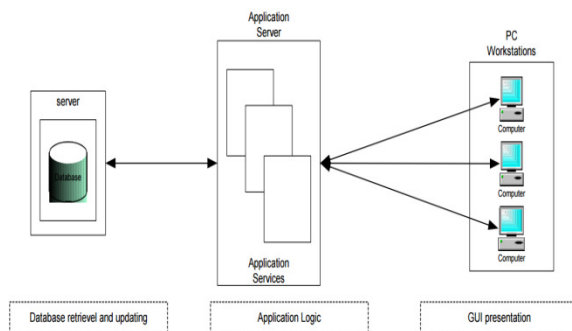 Application
Server
PC
Workstations
server
Database
Computer
Computer
Computer
Application
Services
Database retrievel and updating
Application Logic
GUI presentation